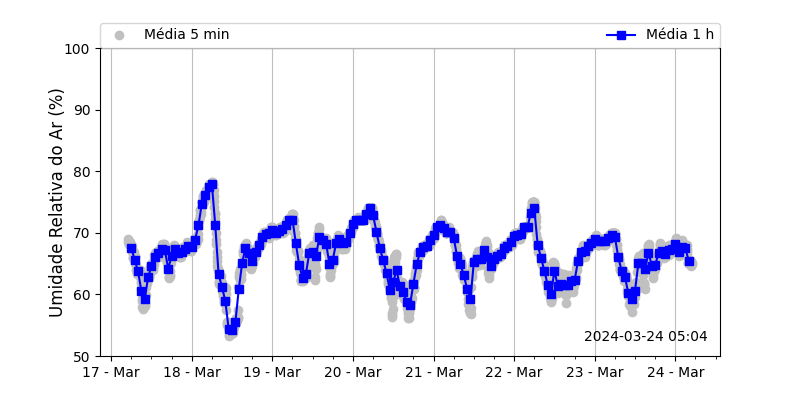 Média 5 min
Média 1 h
Umidade Relativa do Ar (%)
100
90
80
70
60
50
2024-03-24 05:04
17 - Mar
18 - Mar
19 - Mar
20 - Mar
21 - Mar
22 - Mar
23 - Mar
24 - Mar